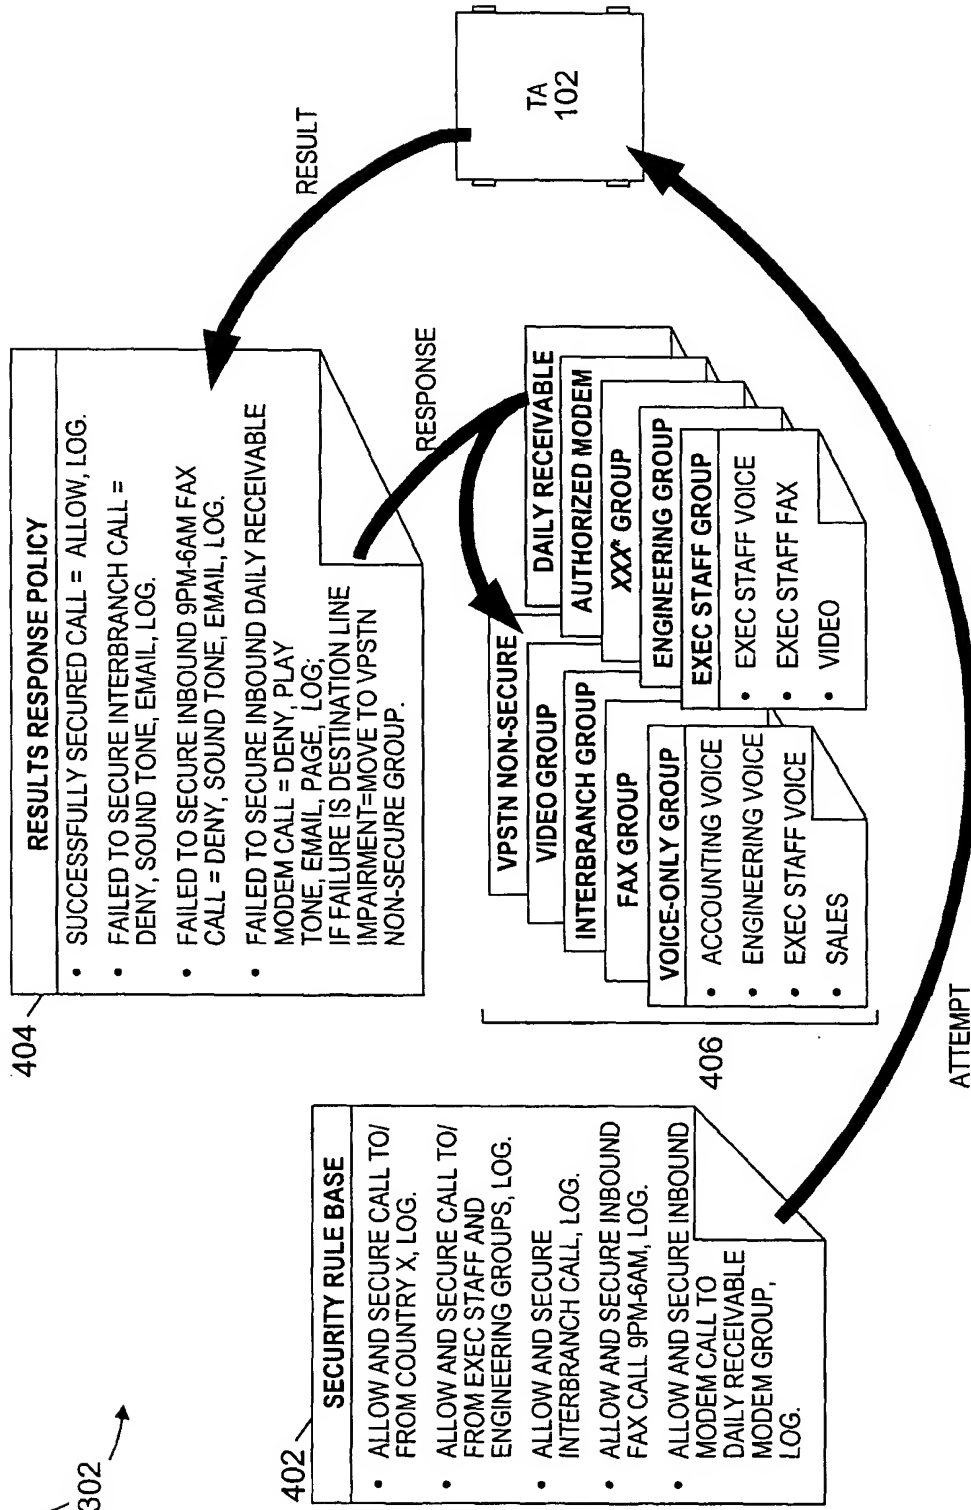 302
402
SECURITY RULE BASE
• ALLOW AND SECURE CALL TO/
FROM COUNTRY X, LOG.
• ALLOW AND SECURE CALL TO/
FROM EXEC STAFF AND
ENGINEERING GROUPS, LOG.
• ALLOW AND SECURE
INTERBRANCH CALL, LOG.
• ALLOW AND SECURE INBOUND
FAX CALL 9PM-6AM, LOG.
• ALLOW AND SECURE INBOUND
MODEM CALL TO
DAILY RECEIVABLE
MODEM GROUP,
LOG.
404
RESULTS RESPONSE POLICY
• SUCCESSFULLY SECURED CALL = ALLOW, LOG.
• FAILED TO SECURE INTERBRANCH CALL =
DENY, SOUND TONE, EMAIL, LOG.
• FAILED TO SECURE INBOUND 9PM-6AM FAX
CALL = DENY, SOUND TONE, EMAIL, LOG.
• FAILED TO SECURE INBOUND DAILY RECEIVABLE
MODEM CALL = DENY, PLAY
TONE, EMAIL, PAGE, LOG;
IF FAILURE IS DESTINATION LINE
IMPAIRMENT=MOVE TO VPSTN
NON-SECURE GROUP.
RESULT
TA
102
RESPONSE
406
VPSTN NON-SECURE
VIDEO GROUP
INTERBRANCH GROUP
FAX GROUP
VOICE-ONLY GROUP
• ACCOUNTING VOICE
• ENGINEERING VOICE
• EXEC STAFF VOICE
• SALES
DAILY RECEIVABLE
AUTHORIZED MODEM
XXX* GROUP
ENGINEERING GROUP
EXEC STAFF GROUP
• EXEC STAFF VOICE
• EXEC STAFF FAX
• VIDEO
ATTEMPT